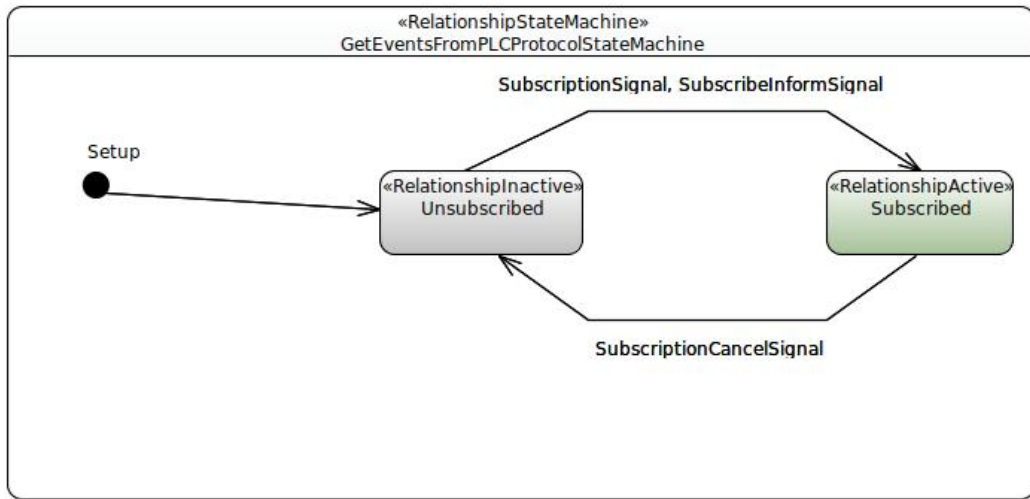 «RelationshipStateMachine»
GetEventsFromPLCProtocolStateMachine
SubscriptionSignal, SubscribeInformSignal
Setup
«RelationshipInactive»
Unsubscribed
«RelationshipActive»
Subscribed
SubscriptionCancelSignal